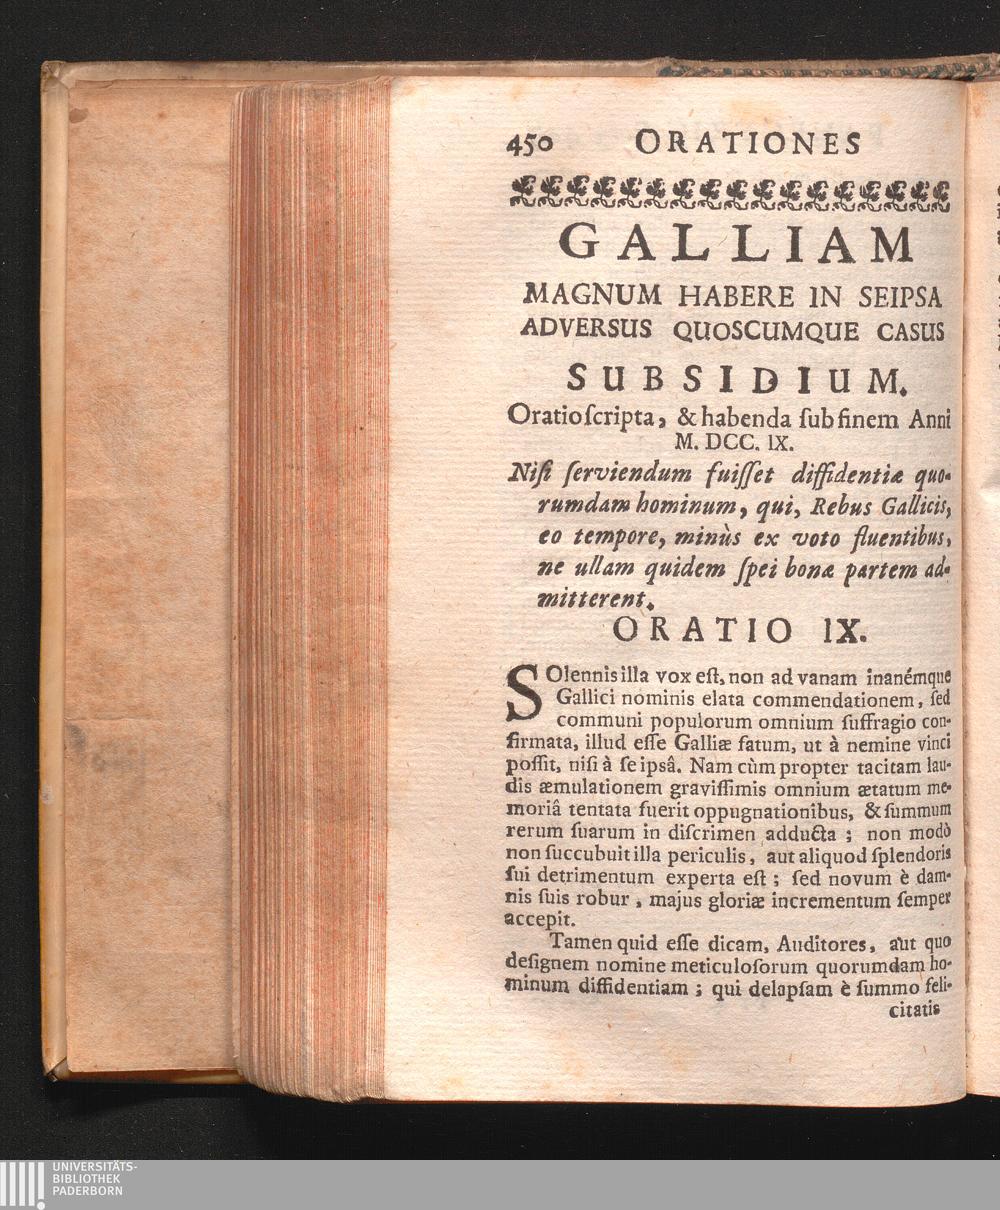 450 ORATIONES
GALLIAM
MAGNUM HABERE IN SEIPSA
ADVERSUS QUOSCUMQUE CASUS
SUBSIDIUM.
Oratio ſcripta, & habenda ſub finem Anni
M. DCC. IX.
Niſi ſerviendum fuiſſet diffidentiæ quo-
rumdam hominum, qui, Rebus Gallicis,
eo tempore, minùs ex voto fluentibus,
ne ullam quidem ſpei bonæ partem ad-
mitterent.
ORATIO IX.
SOlennis illa vox eſt, non ad vanam inanémque
Gallici nominis elata commendationem, ſed
communi populorum omnium ſuffragio con-
firmata, illud eſſe Galliæ fatum, ut à nemine vinci
poſſit, niſi à ſe ipsâ. Nam cùm propter tacitam lau-
dis æmulationem graviſſimis omnium ætatum me-
moriâ tentata fuerit oppugnationibus, & ſummum
rerum ſuarum in diſcrimen adducta ; non modò
non ſuccubuit illa periculis, aut aliquod ſplendoris
ſui detrimentum experta eſt ; ſed novum è dam-
nis ſuis robur, majus gloriæ incrementum ſemper
accepit.
Tamen quid eſſe dicam, Auditores, aut quo
deſignem nomine meticuloſorum quorumdam ho-
minum diffidentiam ; qui delapſam è ſummo feli-
citatis
UNIVERSITÄTS-
BIBLIOTHEK
PADERBORN